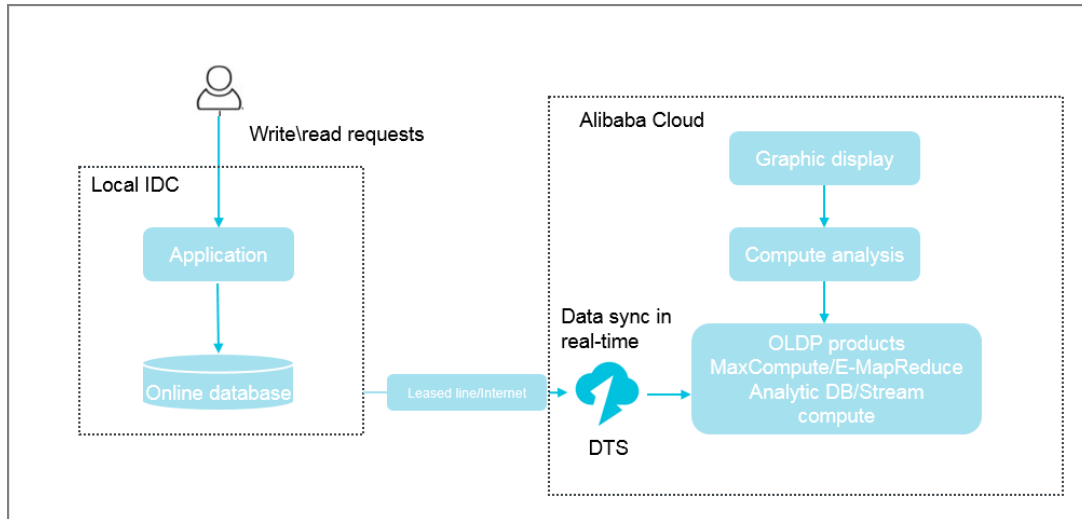 Write\read requests
Local IDC
Application
Online database
Leased line/Internet
Alibaba Cloud
Graphic display
Compute analysis
Data sync in
real-time
DTS
OLDP products
MaxCompute/E-MapReduce
Analytic DB/Stream
compute